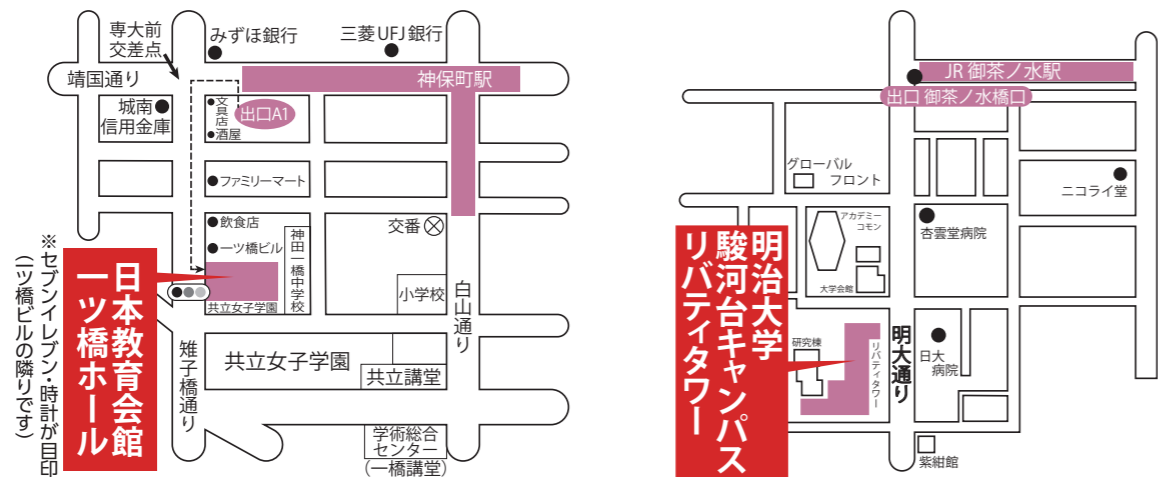 専大前
交差点
みずほ銀行
三菱UFJ銀行
靖国通り
神保町駅
城南
信用金庫
文具店
酒屋
出口A1
ファミリーマート
飲食店
一ツ橋ビル
神田一橋中学校
交番
小学校
白山通り
共立女子学園
日本教育会館
一ツ橋ホール
※セブンイレブン・時計が目印
(一ツ橋ビルの隣りです)
雉子橋通り
共立女子学園
共立講堂
学術総合
センター
(一橋講堂)
JR 御茶ノ水駅
出口 御茶ノ水橋口
グローバル
フロント
ニコライ堂
アカデミー
コモン
杏雲堂病院
大学会館
明治大学
駿河台キャンパス
リバティタワー
研究棟
リバティタワー
明大通り
日大
病院
紫紺館